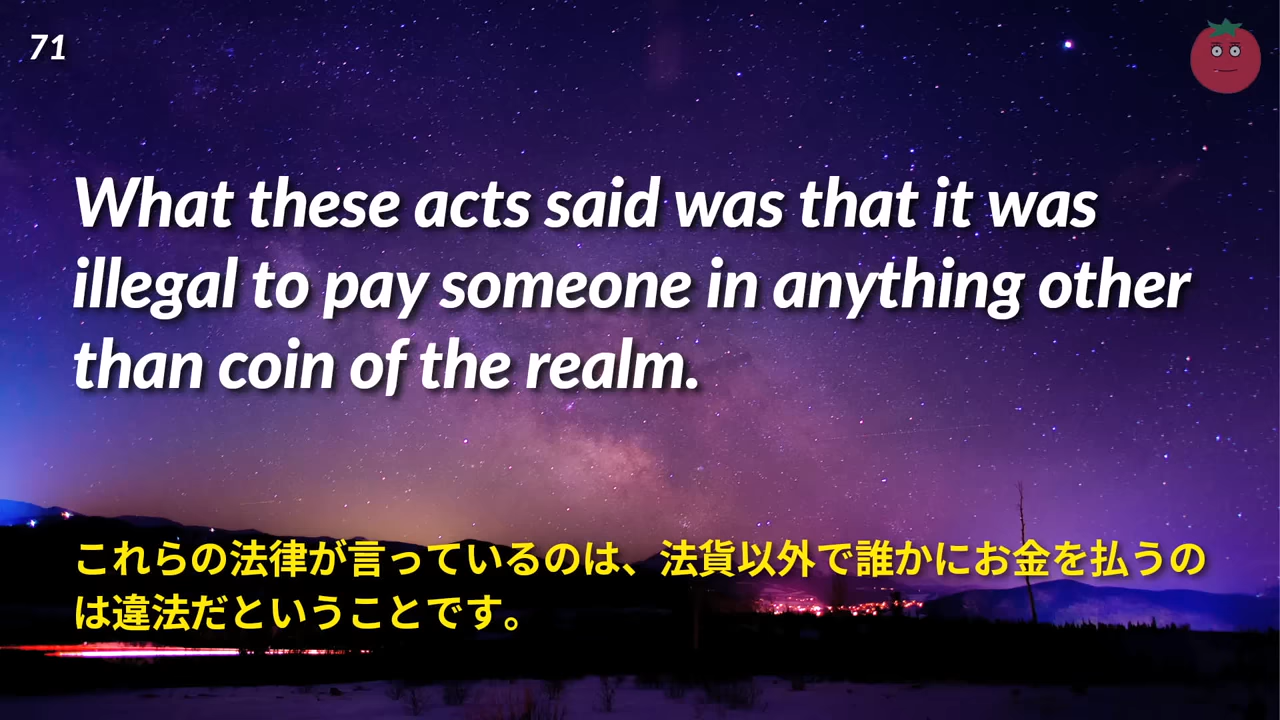 71
What these acts said was that it was
illegal to pay someone in anything other
than coin of the realm.
これらの法律が言っているのは、法貨以外で誰かにお金を払うの
は違法だということです。